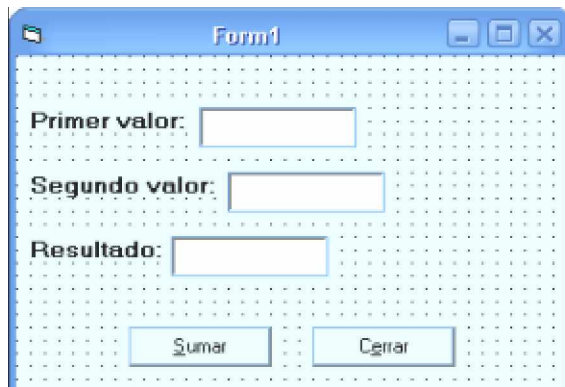 Form1
Primer valor:
Segundo valor:
Resultado:
Sumar Cerrar